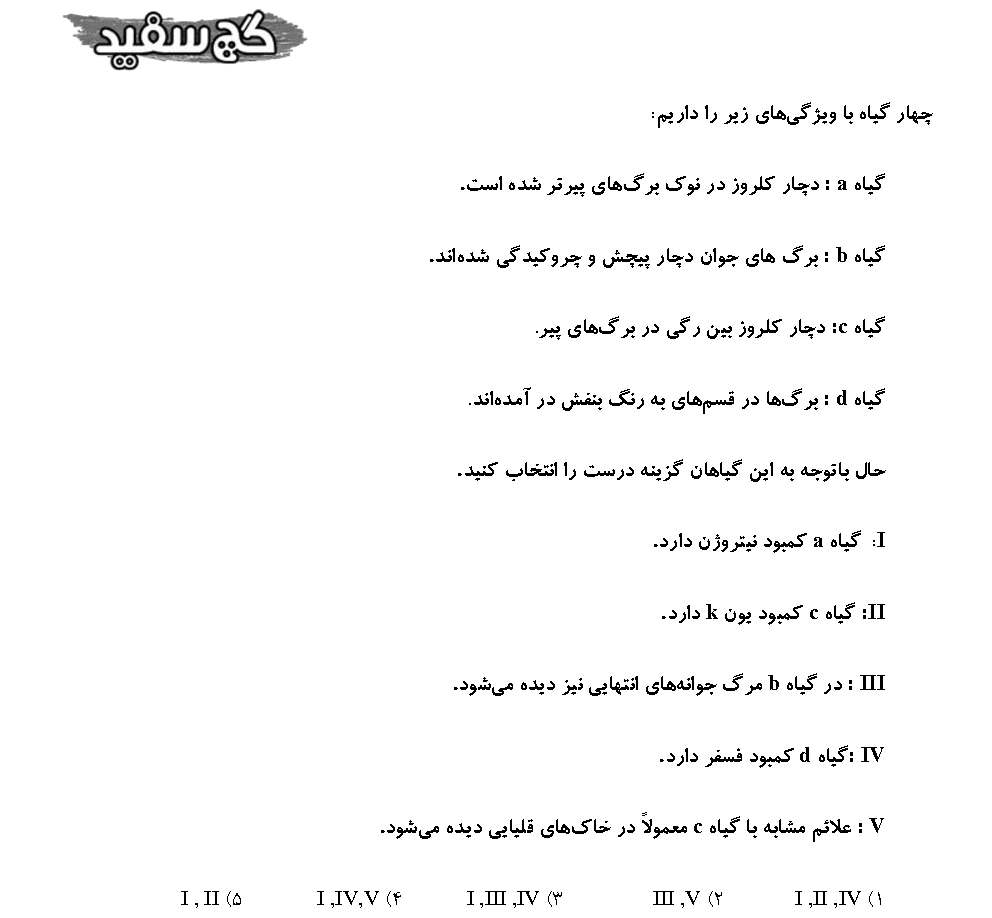 گچ سفید
چهار گیاه با ویژگی‌های زیر را داریم:
گیاه a : دچار کلروز در نوک برگ‌های پیرتر شده است.
گیاه b : برگ های جوان دچار پیچش و چروکیدگی شده‌اند.
گیاه c: دچار کلروز بین رگی در برگ‌های پیر.
گیاه d : برگ‌ها در قسم‌های به رنگ بنفش در آمده‌اند.
حال باتوجه به این گیاهان گزینه درست را انتخاب کنید.
I: گیاه a کمبود نیتروژن دارد.
II: گیاه c کمبود یون k دارد.
III : در گیاه b مرگ جوانه‌های انتهایی نیز دیده می‌شود.
IV :گیاه d کمبود فسفر دارد.
V : علائم مشابه با گیاه c معمولاً در خاک‌های قلیایی دیده می‌شود.
۱) I ,II ,IV ۲) III ,V ۳) I ,III ,IV ۴) I ,IV,V ۵) I , II